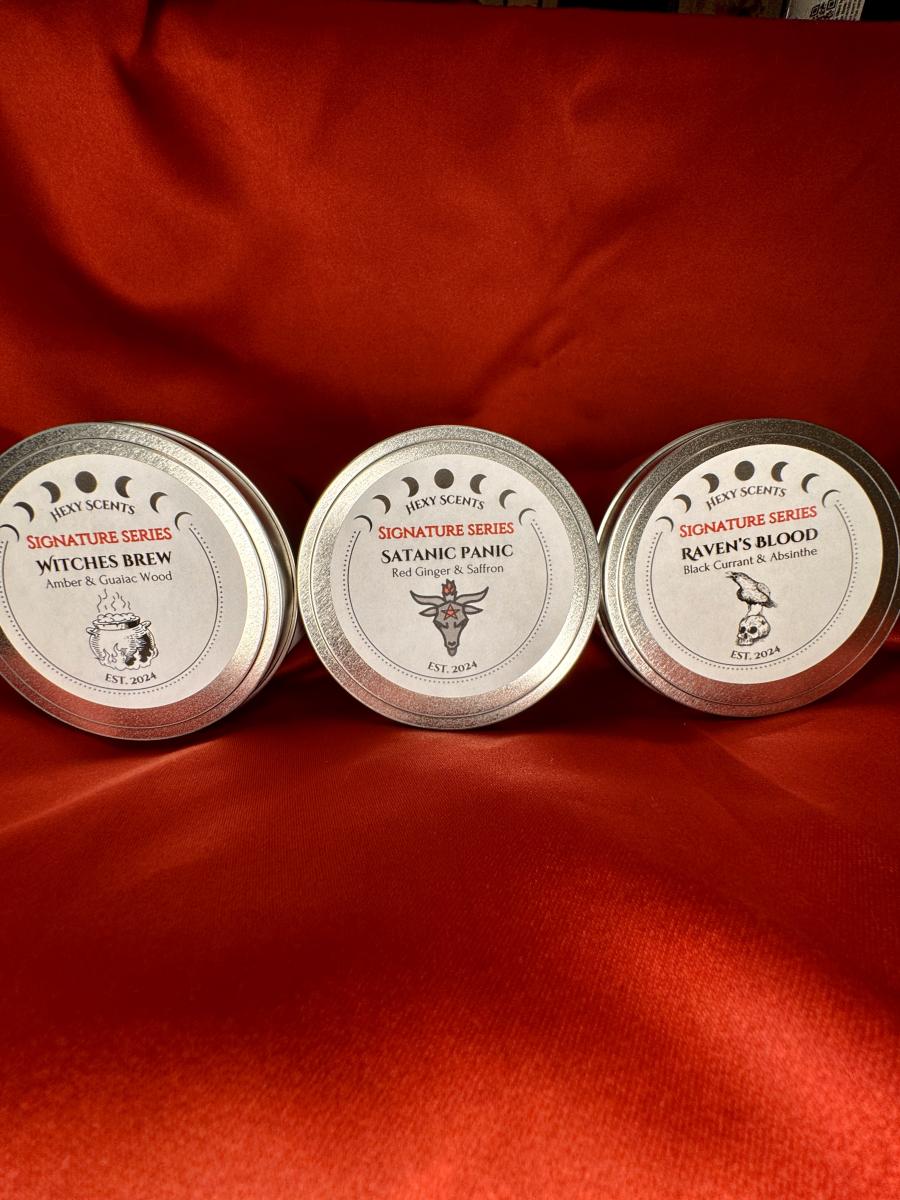 HEXY SCENTS
SIGNATURE SERIES
WITCHES BREW
Amber & Guaiac Wood
EST. 2024
HEXY SCENTS
SIGNATURE SERIES
SATANIC PANIC
Red Ginger & Saffron
EST. 2024
HEXY SCENTS
SIGNATURE SERIES
RAVEN'S BLOOD
Black Currant & Absinthe
EST. 2024